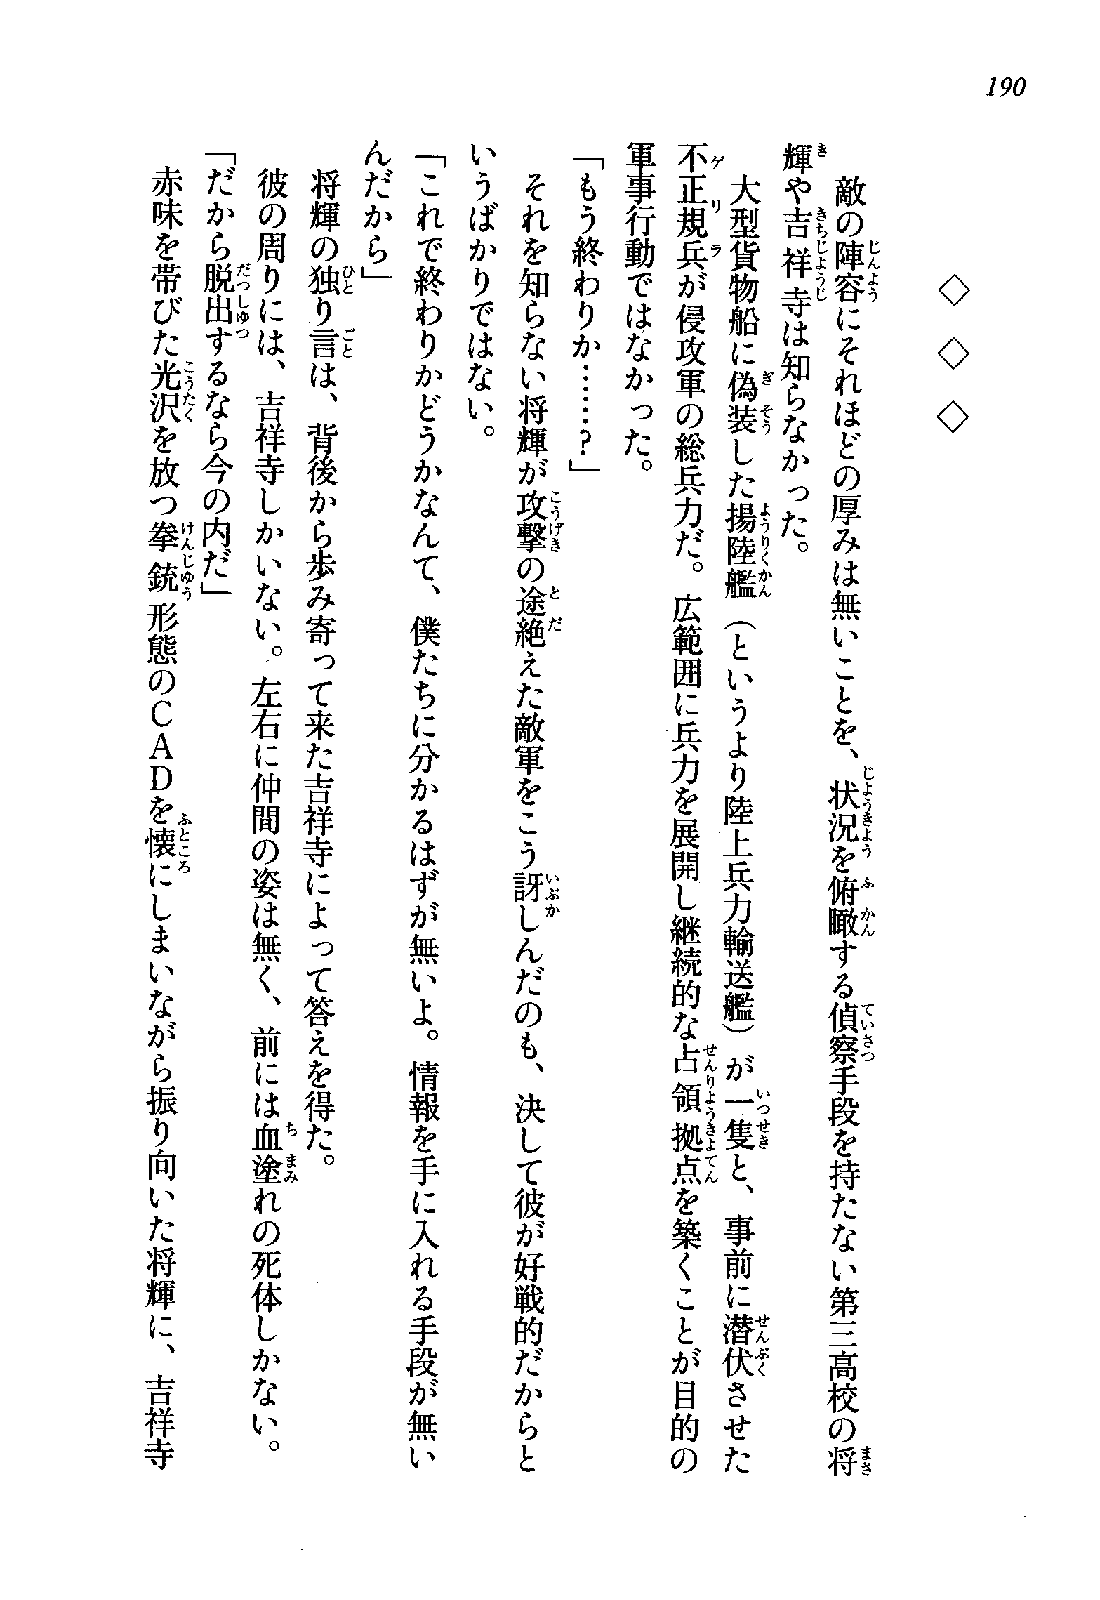 190
◇ ◇ ◇
敵の陣容にそれほどの厚みは無いことを、状況を俯瞰する偵察手段を持たない第三高校の将
輝や吉祥寺は知らなかった。
大型貨物船に偽装した揚陸艦（というより陸上兵力輸送艦）が一隻と、事前に潜伏させた
不正規兵が侵攻軍の総兵力だ。広範囲に兵力を展開し継続的な占領拠点を築くことが目的の
軍事行動ではなかった。
「もう終わりか……？」
それを知らない将輝が攻撃の途絶えた敵軍をこう訝しんだのも、決して彼が好戦的だからと
いうばかりではない。
「これで終わりかどうかなんて、僕たちに分かるはずが無いよ。情報を手に入れる手段が無い
んだから」
将輝の独り言は、背後から歩み寄って来た吉祥寺によって答えを得た。
彼の周りには、吉祥寺しかいない。左右に仲間の姿は無く、前には血塗れの死体しかない。
「だから脱出するなら今の内だ」
赤味を帯びた光沢を放つ拳銃形態のＣＡＤを懐にしまいながら振り向いた将輝に、吉祥寺